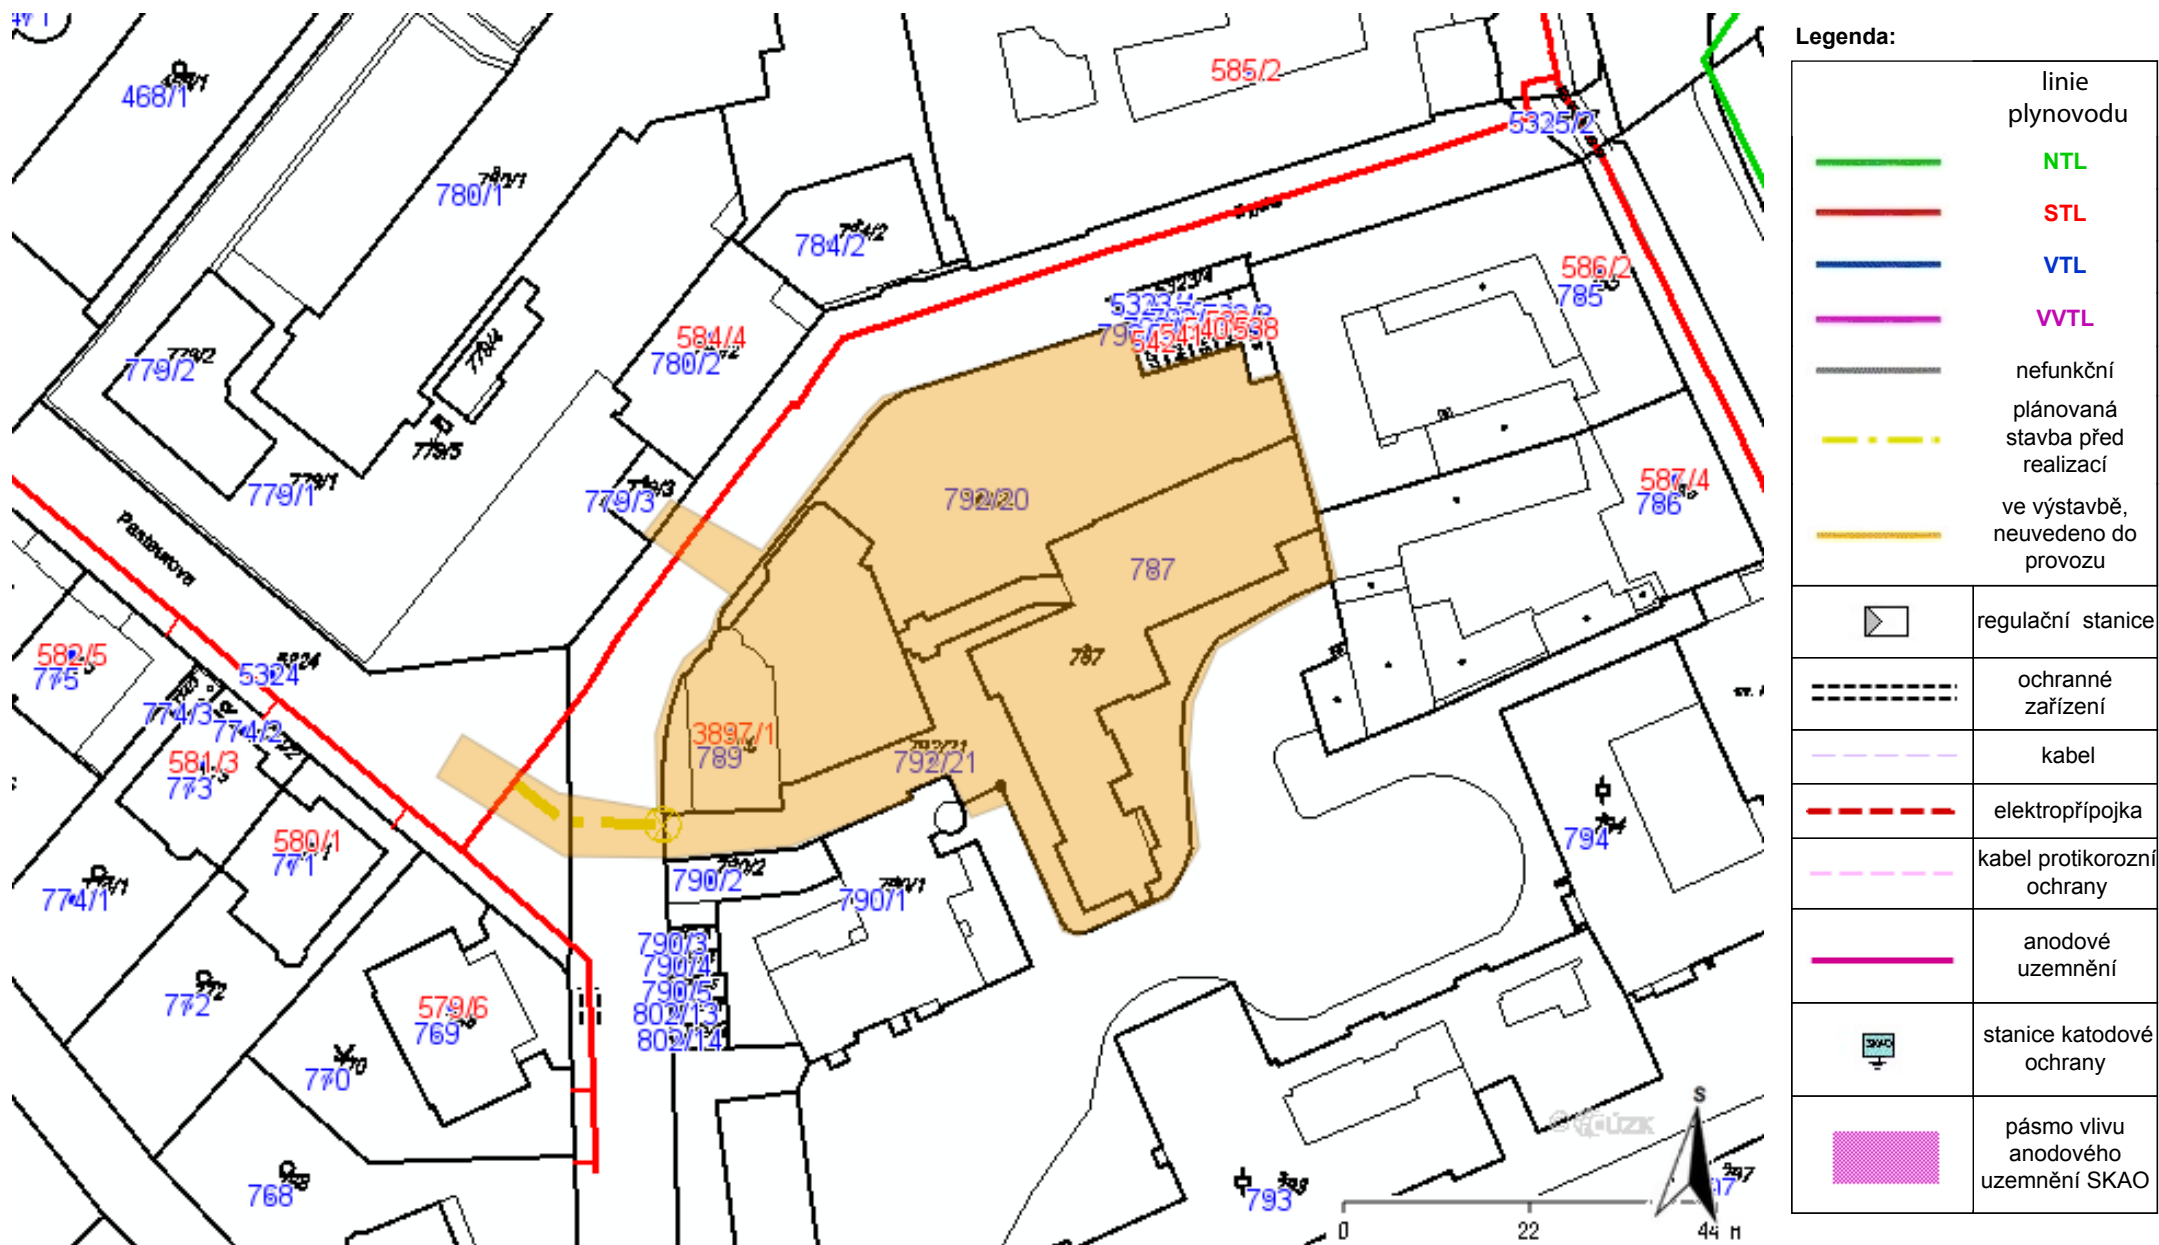 Legenda:
linie
plynovodu
NTL
STL
VTL
VVTL
nefunkční
plánovaná
stavba před
realizací
ve výstavbě,
neuvedeno do
provozu
regulační stanice
ochranné
zařízení
kabel
elektropřípojka
kabel protikorozní
ochrany
anodové
uzemnění
SKAO
stanice katodové
ochrany
pásmo vlivu
anodového
uzemnění SKAO
468/1
585/2
5325/2
780/1
784/2
586/2
785
584/4
780/2
779/2
779/4
779/5
779/1
779/3
792/20
587/4
786
Pasteurova
787
787
582/5
775
5324
774/3
774/2
581/3
773
3897/1
789
792/21
580/1
771
774/1
790/2
790/1
794
790/3
790/4
790/5
802/13
802/14
772
579/6
769
770
768
793
S
0 22 44 m